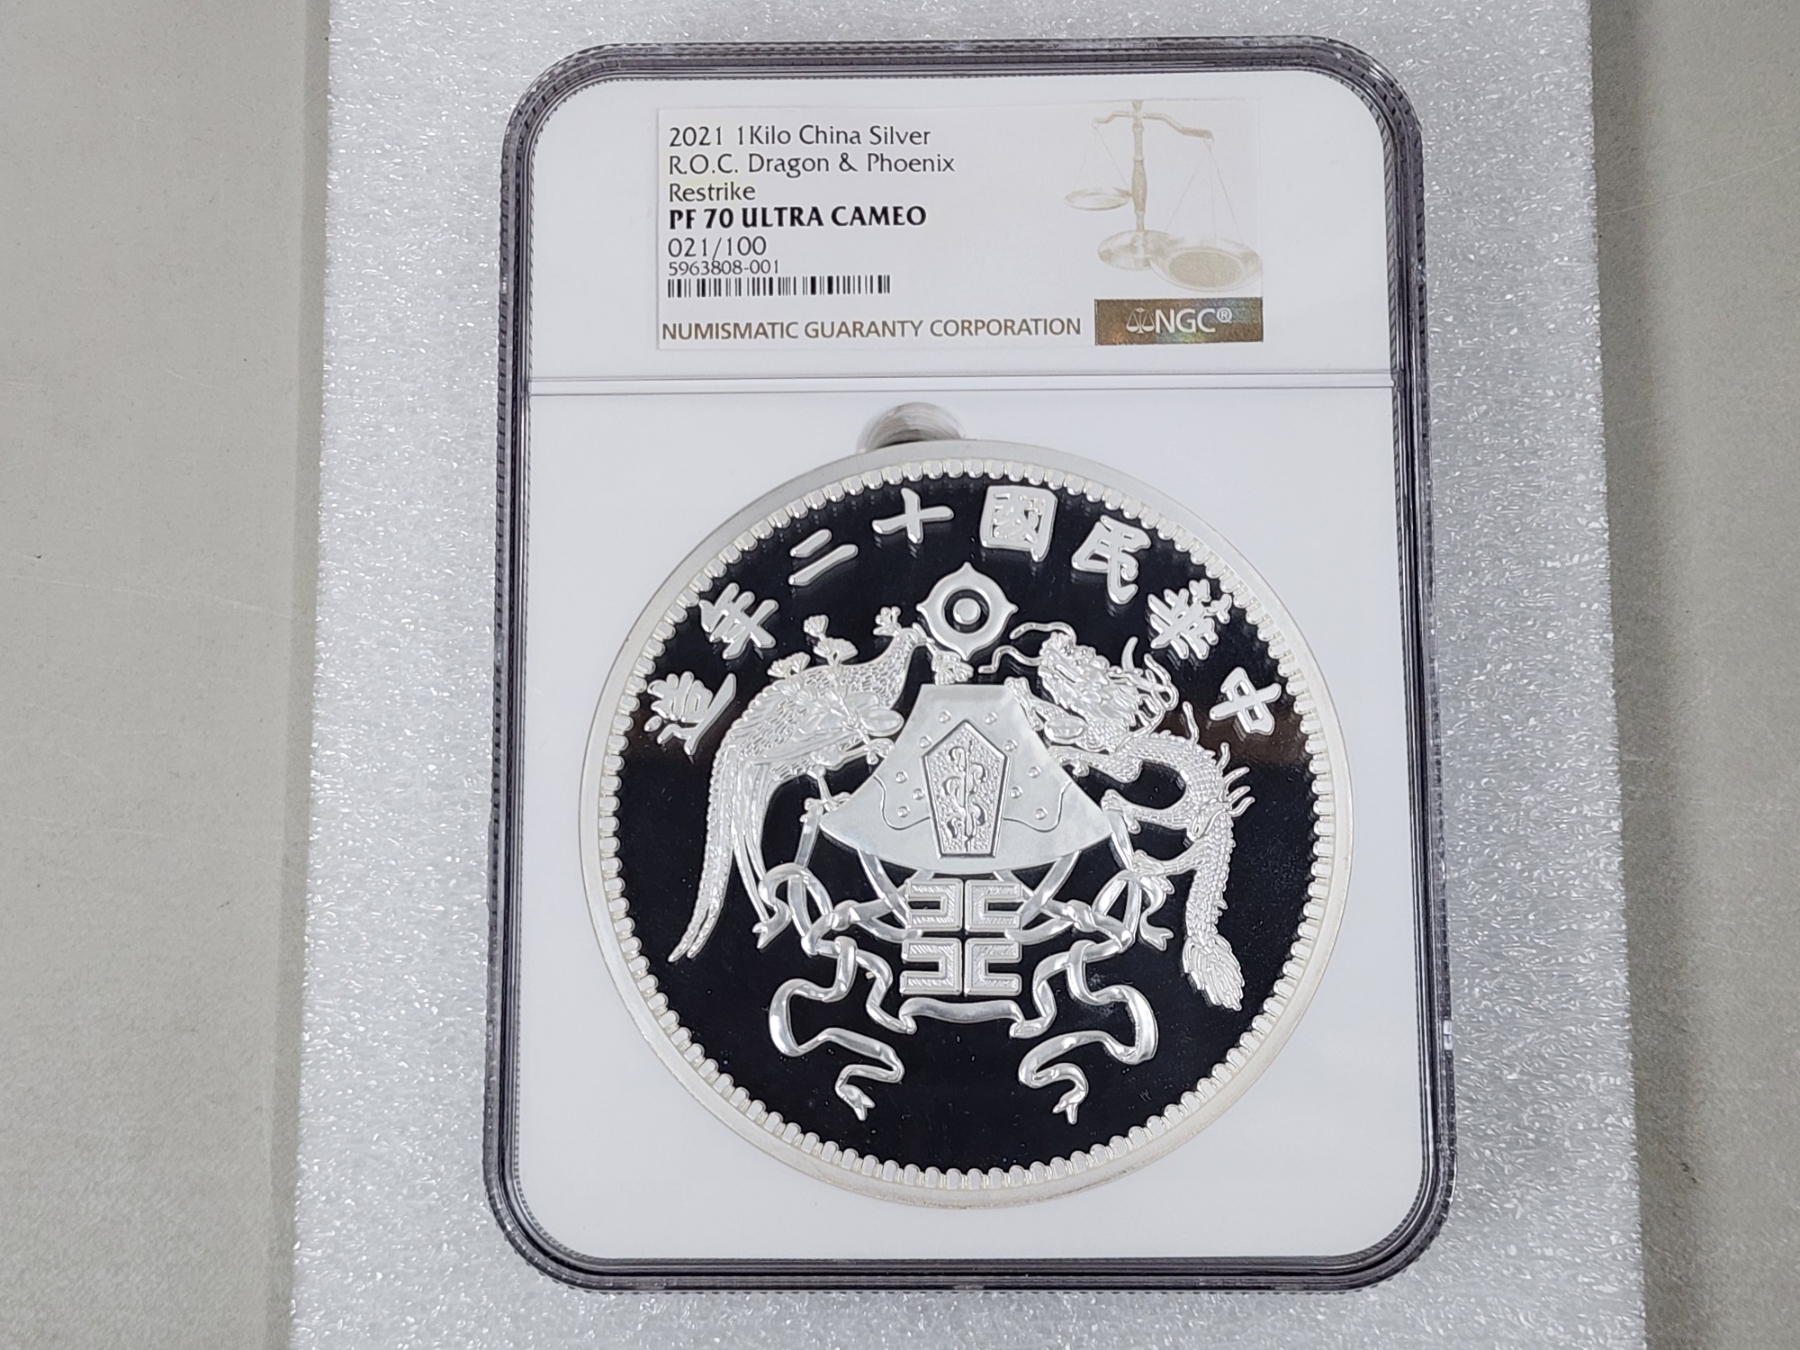 2021 1Kilo China Silver
R.O.C. Dragon & Phoenix
Restrike
PF 70 ULTRA CAMEO
021/100
5963808-001
NUMISMATIC GUARANTY CORPORATION
NGC®
造年二十國民華中